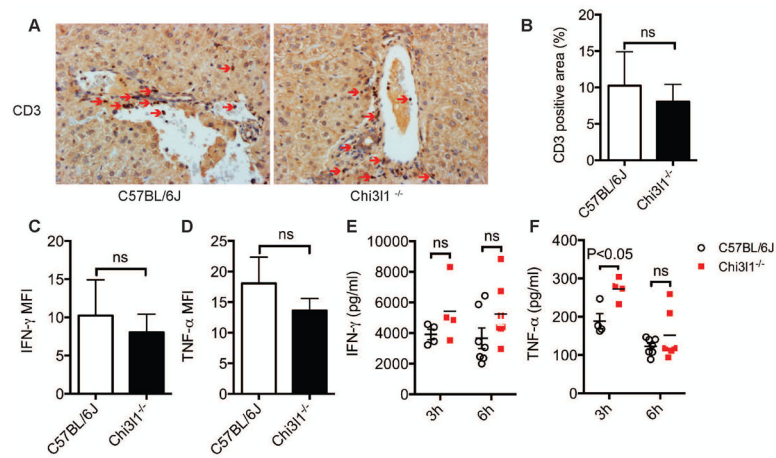 A
CD3
C57BL/6J
Chi3l1 -/-
B
CD3 positive area (%)
20
15
10
5
0
ns
C57BL/6J
Chi3l1-/-
C
IFN-γ MFI
20
15
10
5
0
ns
C57BL/6J
Chi3l1-/-
D
TNF-α MFI
25
20
15
10
5
0
ns
C57BL/6J
Chi3l1-/-
E
IFN-γ (pg/ml)
10000
8000
6000
4000
2000
0
ns
ns
3h
6h
F
TNF-α (pg/ml)
400
300
200
100
0
P<0.05
ns
3h
6h
C57BL/6J
Chi3l1-/-